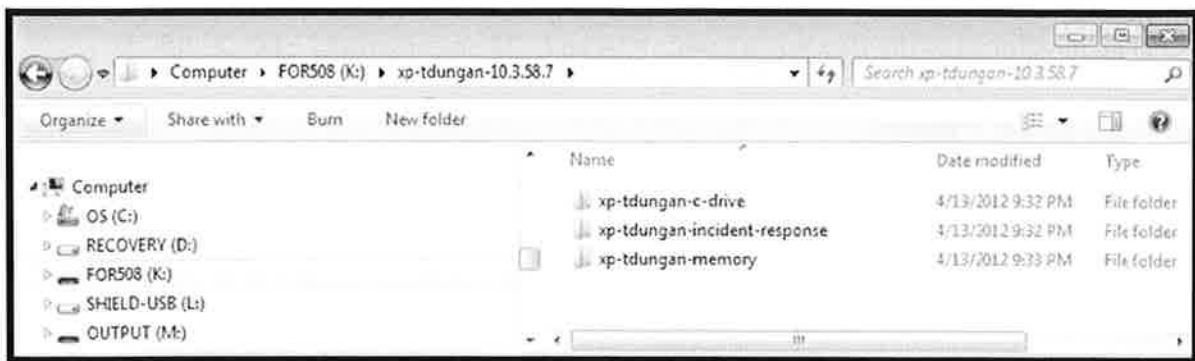 Computer ▸ FOR508 (K:) ▸ xp-tdungan-10.3.58.7 ▸
Search xp-tdungan-10.3.58.7
Organize ▾ Share with ▾ Burn New folder
Name Date modified Type
Computer
OS (C:)
RECOVERY (D:)
FOR508 (K:)
SHIELD-USB (L:)
OUTPUT (M:)
xp-tdungan-c-drive 4/13/2012 9:32 PM File folder
xp-tdungan-incident-response 4/13/2012 9:32 PM File folder
xp-tdungan-memory 4/13/2012 9:33 PM File folder